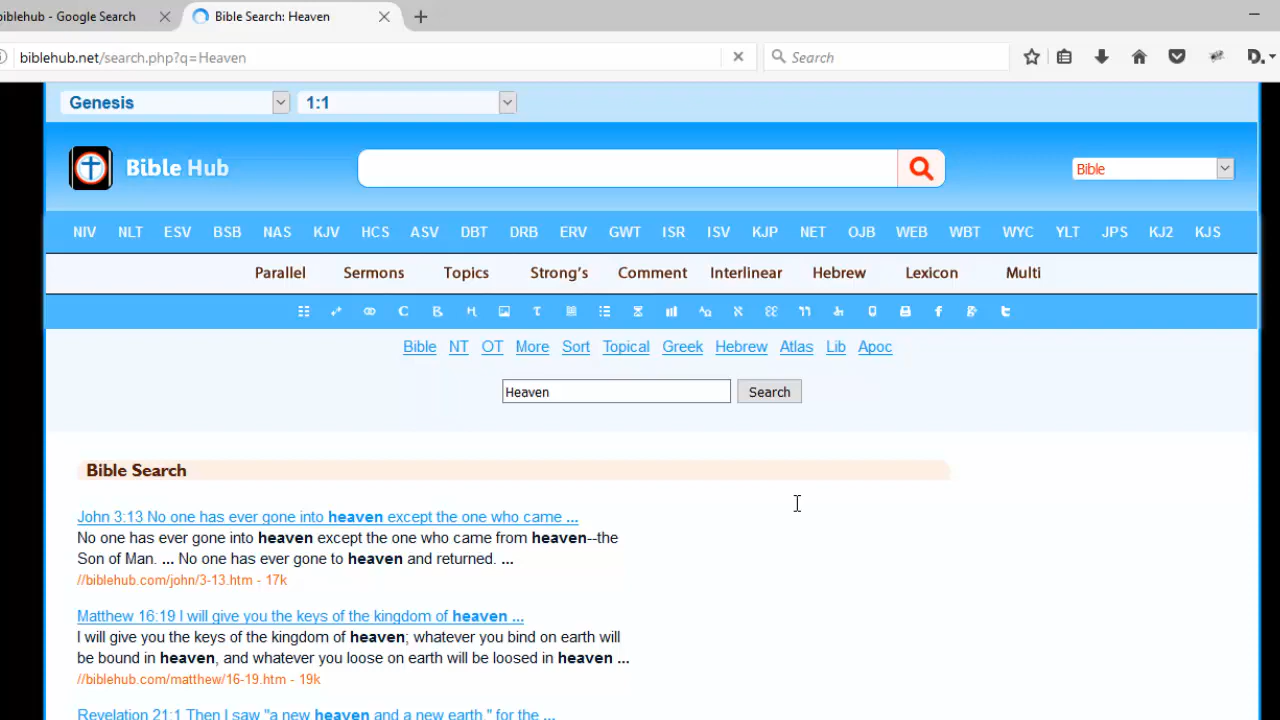 biblehub - Google Search
Bible Search: Heaven
biblehub.net/search.php?q=Heaven
Search
D.
Genesis 1:1
Bible Hub
Bible
NIV NLT ESV BSB NAS KJV HCS ASV DBT DRB ERV GWT ISR ISV KJP NET OJB WEB WBT WYC YLT JPS KJ2 KJS
Parallel Sermons Topics Strong's Comment Interlinear Hebrew Lexicon Multi
Bible NT OT More Sort Topical Greek Hebrew Atlas Lib Apoc
Heaven Search
Bible Search
John 3:13 No one has ever gone into heaven except the one who came ...
No one has ever gone into heaven except the one who came from heaven--the
Son of Man. ... No one has ever gone to heaven and returned. ...
//biblehub.com/john/3-13.htm - 17k
Matthew 16:19 I will give you the keys of the kingdom of heaven ...
I will give you the keys of the kingdom of heaven; whatever you bind on earth will
be bound in heaven, and whatever you loose on earth will be loosed in heaven ...
//biblehub.com/matthew/16-19.htm - 19k
Revelation 21:1 Then I saw "a new heaven and a new earth," for the ...